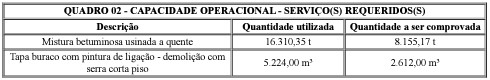 QUADRO 02 - CAPACIDADE OPERACIONAL - SERVIÇO(S) REQUERIDOS(S)
Descrição Quantidade utilizada Quantidade a ser comprovada
Mistura betuminosa usinada a quente 16.310,35 t 8.155,17 t
Tapa buraco com pintura de ligação - demolição com
serra corta piso 5.224,00 m³ 2.612,00 m³